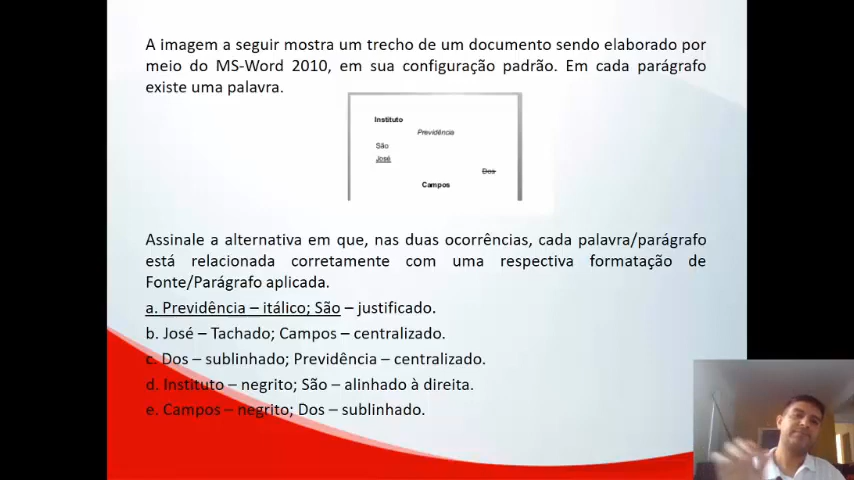 A imagem a seguir mostra um trecho de um documento sendo elaborado por
meio do MS-Word 2010, em sua configuração padrão. Em cada parágrafo
existe uma palavra.
Instituto
Previdência
São
José
Dos
Campos
Assinale a alternativa em que, nas duas ocorrências, cada palavra/parágrafo
está relacionada corretamente com uma respectiva formatação de
Fonte/Parágrafo aplicada.
a. Previdência – itálico; São – justificado.
b. José – Tachado; Campos – centralizado.
c. Dos – sublinhado; Previdência – centralizado.
d. Instituto – negrito; São – alinhado à direita.
e. Campos – negrito; Dos – sublinhado.